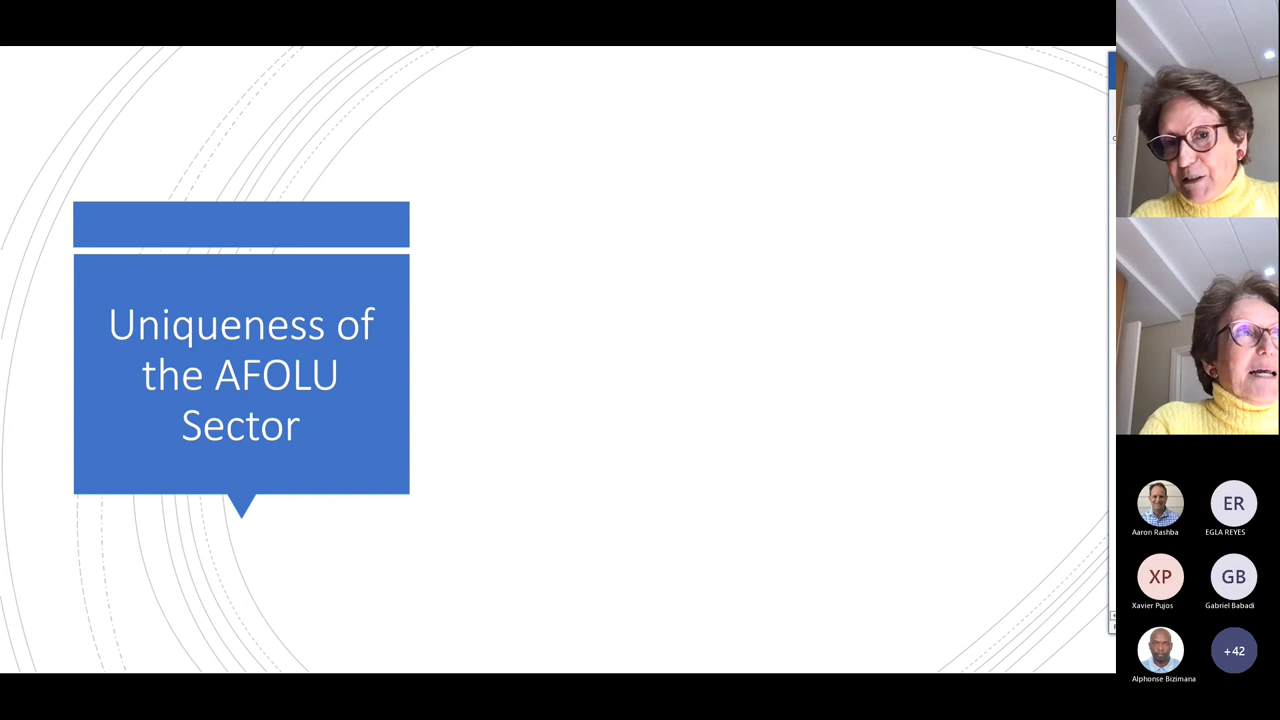 Uniqueness of
the AFOLU
Sector
Aaron Rashba
ER
EGLA REYES
XP
Xavier Pujos
GB
Gabriel Babadi
Alphonse Bizimana
+42